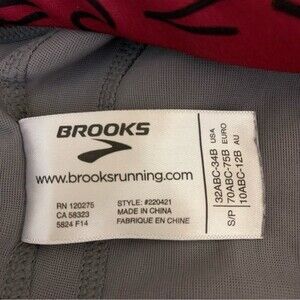 BROOKS
www.brooksrunning.com
RN 120275
CA 58323
5824 F14
STYLE: #220421
MADE IN CHINA
FABRIQUE EN CHINE
32ABC-34B USA
70ABC-75B EURO
10ABC-12B AU
S/P